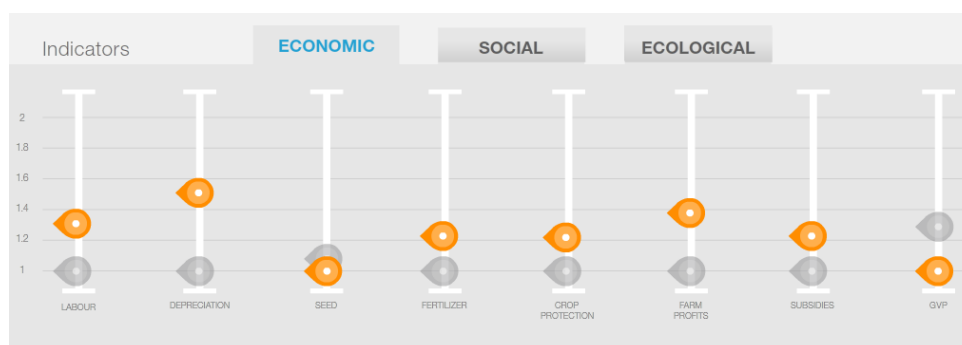 Indicators
ECONOMIC
SOCIAL
ECOLOGICAL
2
1.8
1.6
1.4
1.2
1
LABOUR
DEPRECIATION
SEED
FERTILIZER
CROP
PROTECTION
FARM
PROFITS
SUBSIDIES
GVP